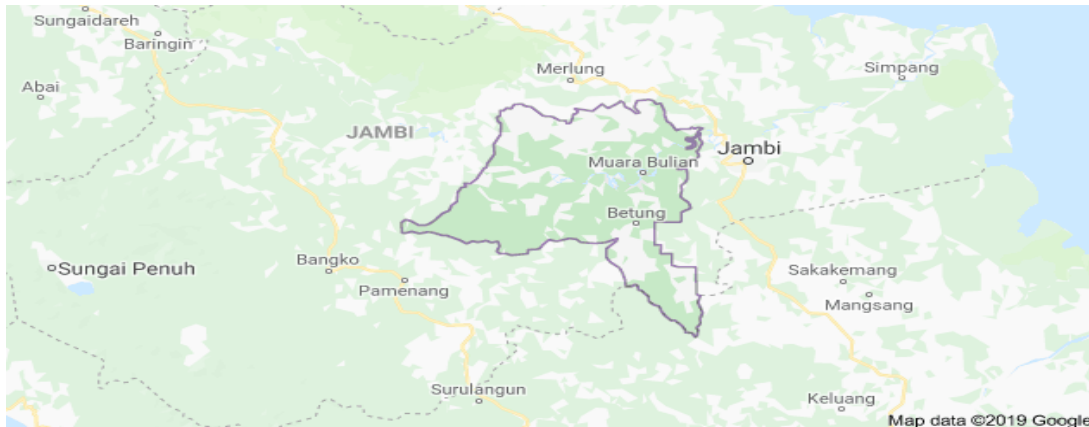 Sungaidareh
Baringin
Abai
Merlung
Simpang
JAMBI
Jambi
Muara Bulian
Betung
Sungai Penuh
Bangko
Pamenang
Sakakemang
Mangsang
Surulangun
Keluang
Map data ©2019 Google